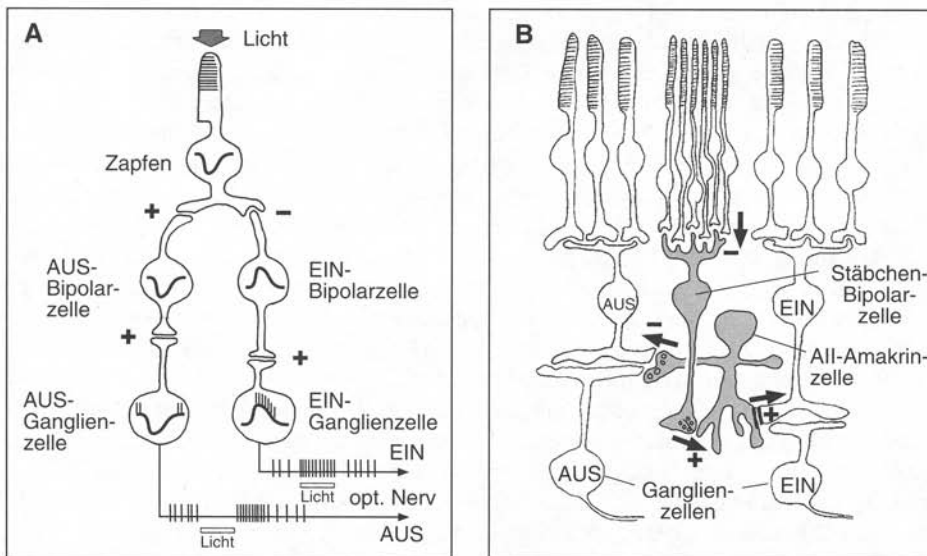 A
Licht
Zapfen
+
−
AUS-
Bipolar-
zelle
EIN-
Bipolarzelle
+
+
AUS-
Ganglien-
zelle
EIN-
Ganglienzelle
EIN
Licht
opt. Nerv
AUS
Licht
B
−
Stäbchen-
Bipolar-
zelle
AUS
EIN
−
AII-Amakrin-
zelle
+
+
AUS
Ganglien-
zellen
EIN